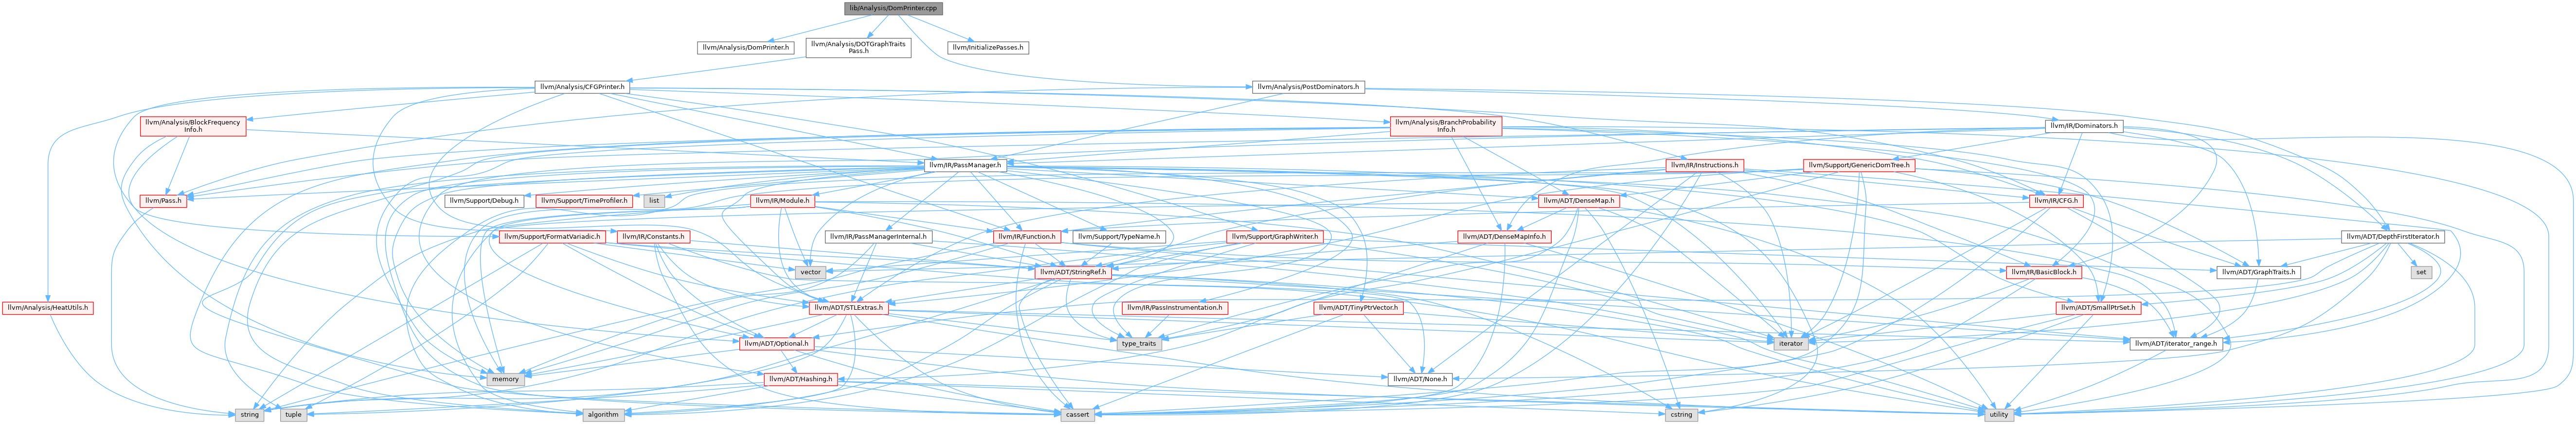 lib/Analysis/DomPrinter.cpp
llvm/Analysis/DomPrinter.h
llvm/Analysis/DOTGraphTraits
Pass.h
llvm/InitializePasses.h
llvm/Analysis/CFGPrinter.h
llvm/Analysis/PostDominators.h
llvm/Analysis/BlockFrequency
Info.h
llvm/Analysis/BranchProbability
Info.h
llvm/IR/Dominators.h
llvm/IR/PassManager.h
llvm/IR/Instructions.h
llvm/Support/GenericDomTree.h
llvm/Pass.h
llvm/Support/Debug.h
llvm/Support/TimeProfiler.h
list
llvm/IR/Module.h
llvm/ADT/DenseMap.h
llvm/IR/CFG.h
llvm/Support/FormatVariadic.h
llvm/IR/Constants.h
llvm/IR/PassManagerInternal.h
llvm/IR/Function.h
llvm/Support/TypeName.h
llvm/Support/GraphWriter.h
llvm/ADT/DenseMapInfo.h
llvm/ADT/DepthFirstIterator.h
vector
llvm/ADT/StringRef.h
llvm/IR/BasicBlock.h
llvm/ADT/GraphTraits.h
set
llvm/Analysis/HeatUtils.h
llvm/ADT/STLExtras.h
llvm/IR/PassInstrumentation.h
llvm/ADT/TinyPtrVector.h
llvm/ADT/SmallPtrSet.h
llvm/ADT/Optional.h
type_traits
iterator
llvm/ADT/iterator_range.h
memory
llvm/ADT/Hashing.h
llvm/ADT/None.h
string
tuple
algorithm
cassert
cstring
utility